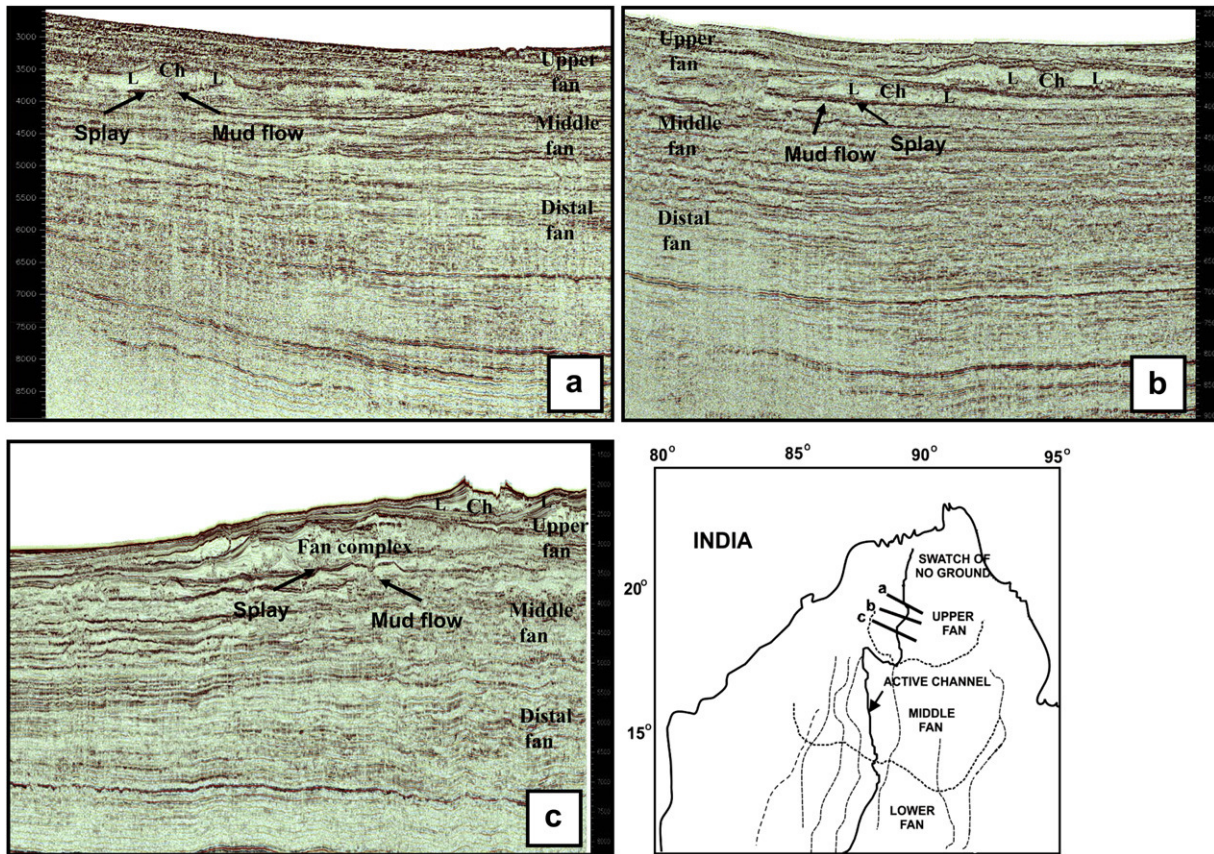 a
3000
3500
4000
4500
5000
5500
6000
6500
7000
7500
8000
8500
L Ch L
Splay
Mud flow
Upper
fan
Middle
fan
Distal
fan
a
Upper
fan
L Ch L
L Ch L
Mud flow
Splay
Middle
fan
Distal
fan
b
L Ch L
Upper
fan
Fan complex
Splay
Mud flow
Middle
fan
Distal
fan
c
80° 85° 90° 95°
INDIA
SWATCH OF
NO GROUND
20°
a
b
c
UPPER
FAN
ACTIVE CHANNEL
MIDDLE
FAN
15°
LOWER
FAN